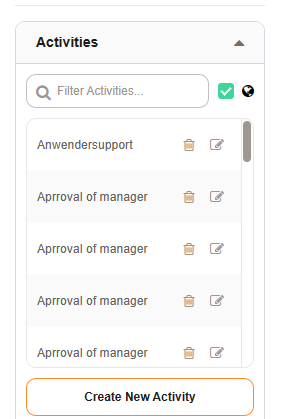 Activities
Filter Activities...
Anwendersupport
Aprroval of manager
Aprroval of manager
Aprroval of manager
Aprroval of manager
Create New Activity